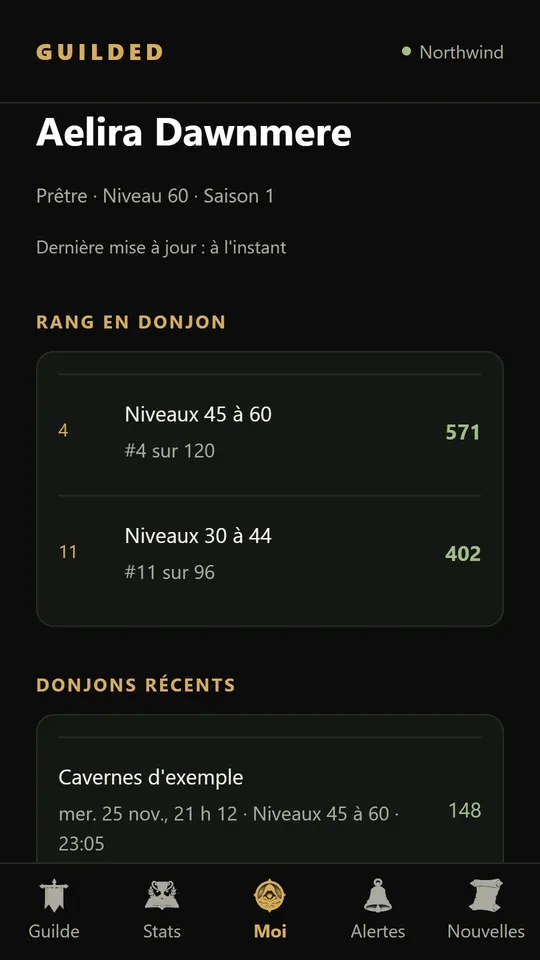 GUILDED
Northwind
Aelira Dawnmere
Prêtre · Niveau 60 · Saison 1
Dernière mise à jour : à l'instant
RANG EN DONJON
4
Niveaux 45 à 60
#4 sur 120
571
11
Niveaux 30 à 44
#11 sur 96
402
DONJONS RÉCENTS
Cavernes d'exemple
mer. 25 nov., 21 h 12 · Niveaux 45 à 60 ·
23:05
148
Guilde
Stats
Moi
Alertes
Nouvelles